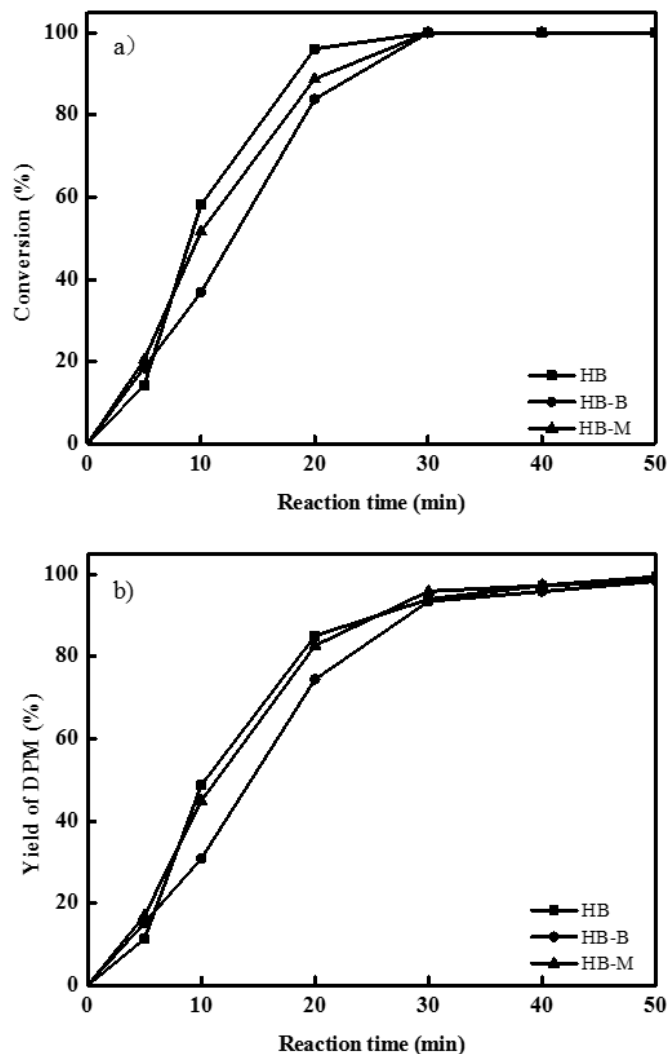 a)
100
80
60
40
20
0
Conversion (%)
HB
HB-B
HB-M
0 10 20 30 40 50
Reaction time (min)
b)
100
80
60
40
20
0
Yield of DPM (%)
HB
HB-B
HB-M
0 10 20 30 40 50
Reaction time (min)